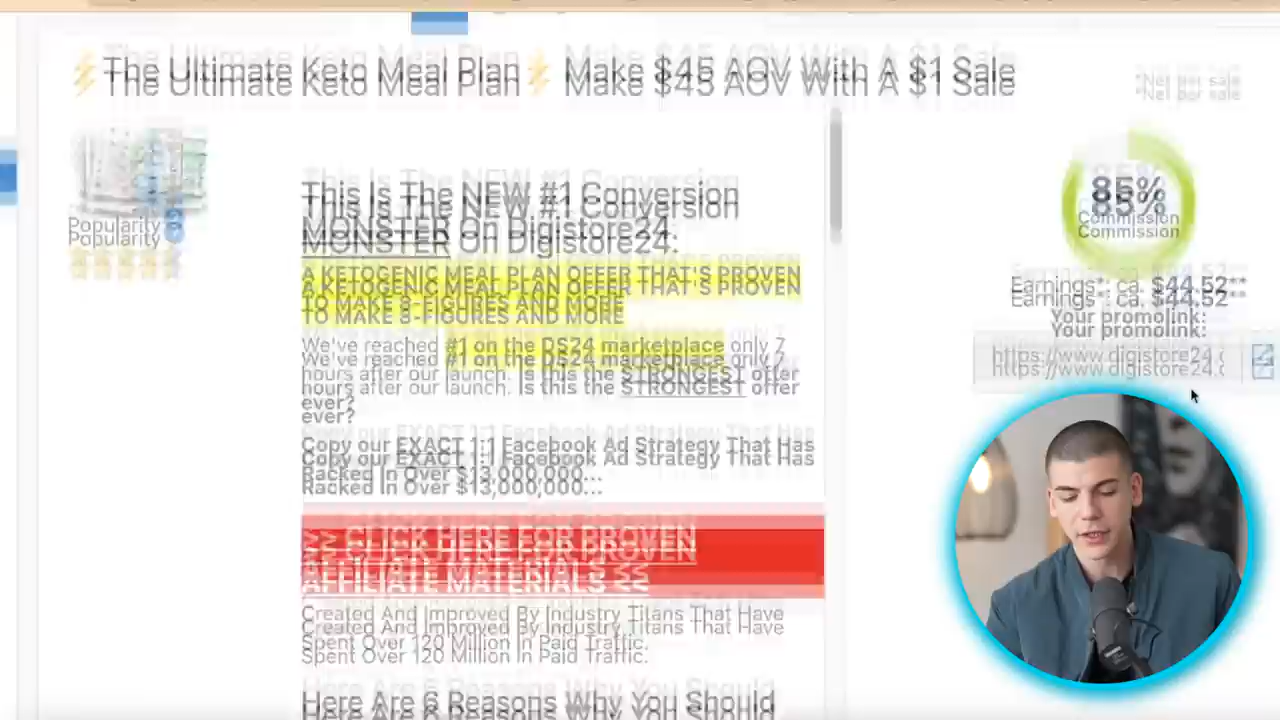 ⚡The Ultimate Keto Meal Plan⚡ Make $45 AOV With A $1 Sale
*Net per sale
This Is The NEW #1 Conversion
MONSTER On Digistore24:
85%
Commission
Popularity
A KETOGENIC MEAL PLAN OFFER THAT'S PROVEN
TO MAKE 8-FIGURES AND MORE
Earnings*: ca. $44.52**
Your promolink:
We've reached #1 on the DS24 marketplace only 7
hours after our launch. Is this the STRONGEST offer
ever?
https://www.digistore24.c
Copy our EXACT 1:1 Facebook Ad Strategy That Has
Racked In Over $13,000,000...
>> CLICK HERE FOR PROVEN
AFFILIATE MATERIALS <<
Created And Improved By Industry Titans That Have
Spent Over 120 Million In Paid Traffic.
Here Are 6 Reasons Why You Should